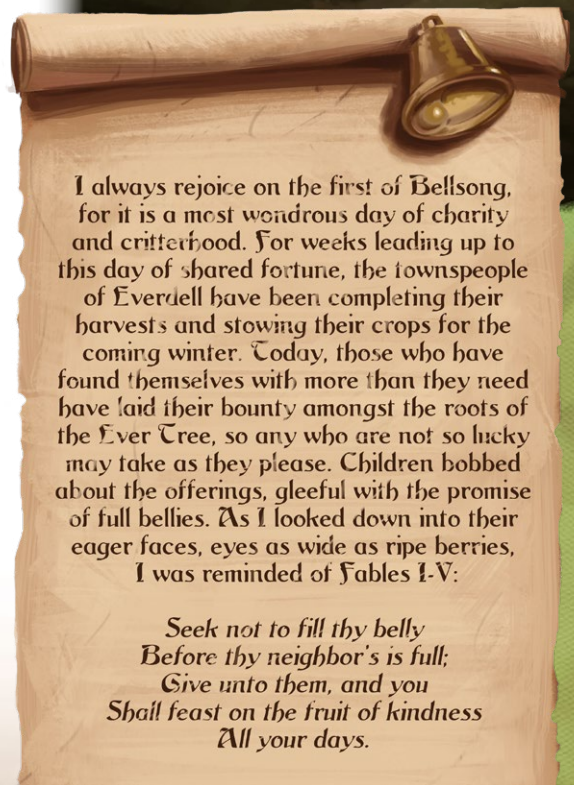 I always rejoice on the first of Bellsong,
for it is a most wondrous day of charity
and critterhood. For weeks leading up to
this day of shared fortune, the townspeople
of Everdell have been completing their
harvests and stowing their crops for the
coming winter. Today, those who have
found themselves with more than they need
have laid their bounty amongst the roots of
the Ever Tree, so any who are not so lucky
may take as they please. Children bobbed
about the offerings, gleeful with the promise
of full bellies. As I looked down into their
eager faces, eyes as wide as ripe berries,
I was reminded of Fables I-V:
Seek not to fill thy belly
Before thy neighbor's is full;
Give unto them, and you
Shall feast on the fruit of kindness
All your days.